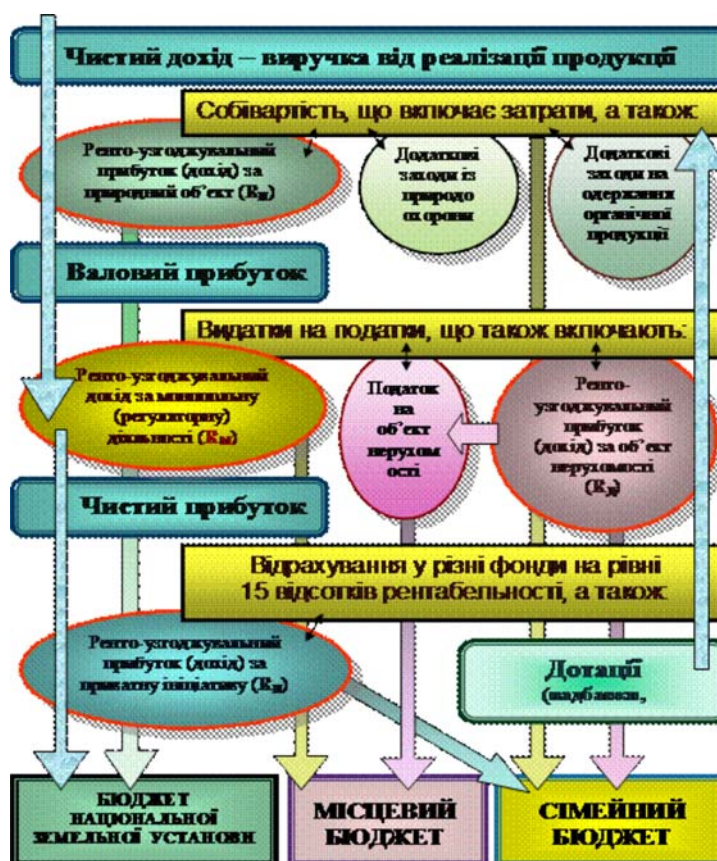 Чистий дохід – виручка від реалізації продукції
Собівартість, що включає затрати, а також:
Ренто-узгоджувальний
прибуток (дохід) за
природний об’єкт
Додаткові
заходи із
природо
охорони
Додаткові
заходи на
одержання
органічної
продукції
Валовий прибуток
Видатки на податки, що також включають:
Ренто-узгоджувальний
дохід за
(регуляторну)
діяльності
Податок
на
об’єкт
нерухом
ості
Ренто-
узгоджувальний
прибуток
(дохід) за об’єкт
нерухомості
Чистий прибуток
Відрахування у різні фонди на рівні
15 відсотків рентабельності, а також
Ренто-узгоджувальний
прибуток (дохід) за
приватну ініціативу
Дотації
(надбавки,
БЮДЖЕТ
НАЦІОНАЛЬНОЇ
ЗЕМЕЛЬНОЇ УСТАНОВИ
МІСЦЕВИЙ
БЮДЖЕТ
СІМЕЙНИЙ
БЮДЖЕТ